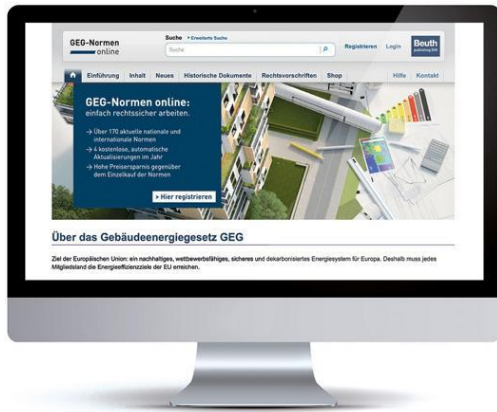 GEG-Normen
online
Suche ▸ Erweiterte Suche
Suche
Registrieren Login
Beuth
publishing DIN
Einführung Inhalt Neues Historische Dokumente Rechtsvorschriften Shop Hilfe Kontakt
GEG-Normen online:
einfach rechtssicher arbeiten.
→ Über 170 aktuelle nationale und
internationale Normen
→ 4 kostenlose, automatische
Aktualisierungen im Jahr
→ Hohe Preisersparnis gegenüber
dem Einzelkauf der Normen
▸ Hier registrieren
Über das Gebäudeenergiegesetz GEG
Ziel der Europäischen Union: ein nachhaltiges, wettbewerbsfähiges, sicheres und dekarbonisiertes Energiesystem für Europa. Deshalb muss jedes
Mitgliedsland die Energieeffizienzziele der EU erreichen.